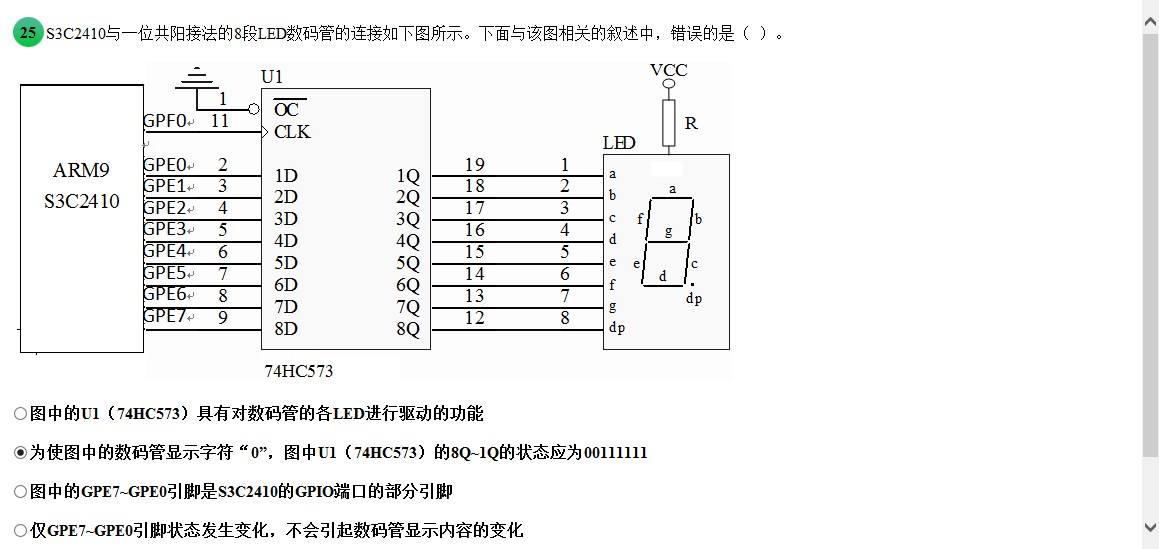 25 S3C2410与一位共阳接法的8段LED数码管的连接如下图所示。下面与该图相关的叙述中，错误的是（ ）。
VCC
U1
1
OC
R
GPF0 11
CLK
LED
ARM9
S3C2410
GPE0 2 1D 1Q 19 1 a
GPE1 3 2D 2Q 18 2 b
GPE2 4 3D 3Q 17 3 c
GPE3 5 4D 4Q 16 4 d
GPE4 6 5D 5Q 15 5 e
GPE5 7 6D 6Q 14 6 f
GPE6 8 7D 7Q 13 7 g
GPE7 9 8D 8Q 12 8 dp
a
f b
g
e c
d
dp
74HC573
图中的U1（74HC573）具有对数码管的各LED进行驱动的功能
为使图中的数码管显示字符“0”，图中U1（74HC573）的8Q~1Q的状态应为00111111
图中的GPE7~GPE0引脚是S3C2410的GPIO端口的部分引脚
仅GPE7~GPE0引脚状态发生变化，不会引起数码管显示内容的变化